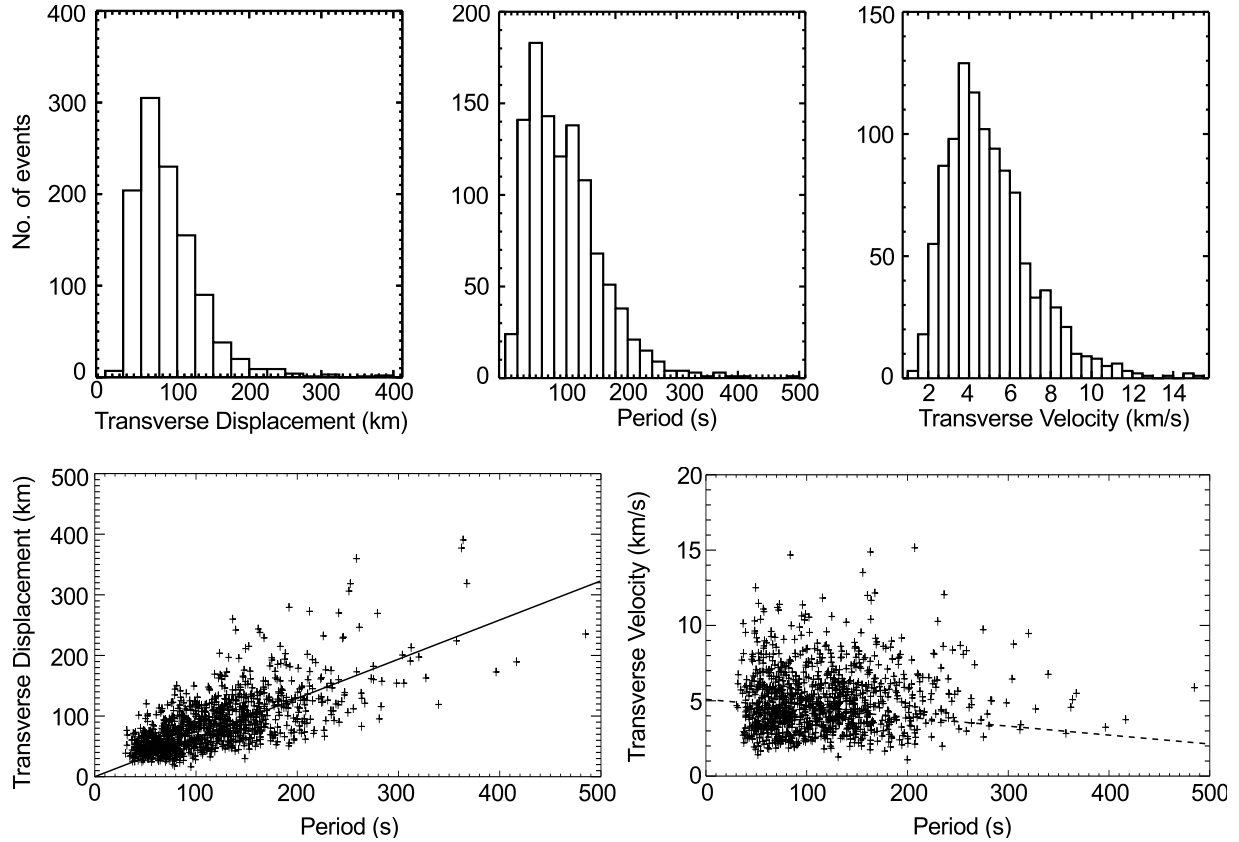 400
300
200
100
0
No. of events
0 100 200 300 400
Transverse Displacement (km)
200
150
100
50
0
100 200 300 400 500
Period (s)
150
100
50
0
2 4 6 8 10 12 14
Transverse Velocity (km/s)
500
400
300
200
100
0
Transverse Displacement (km)
0 100 200 300 400 500
Period (s)
20
15
10
5
0
Transverse Velocity (km/s)
0 100 200 300 400 500
Period (s)